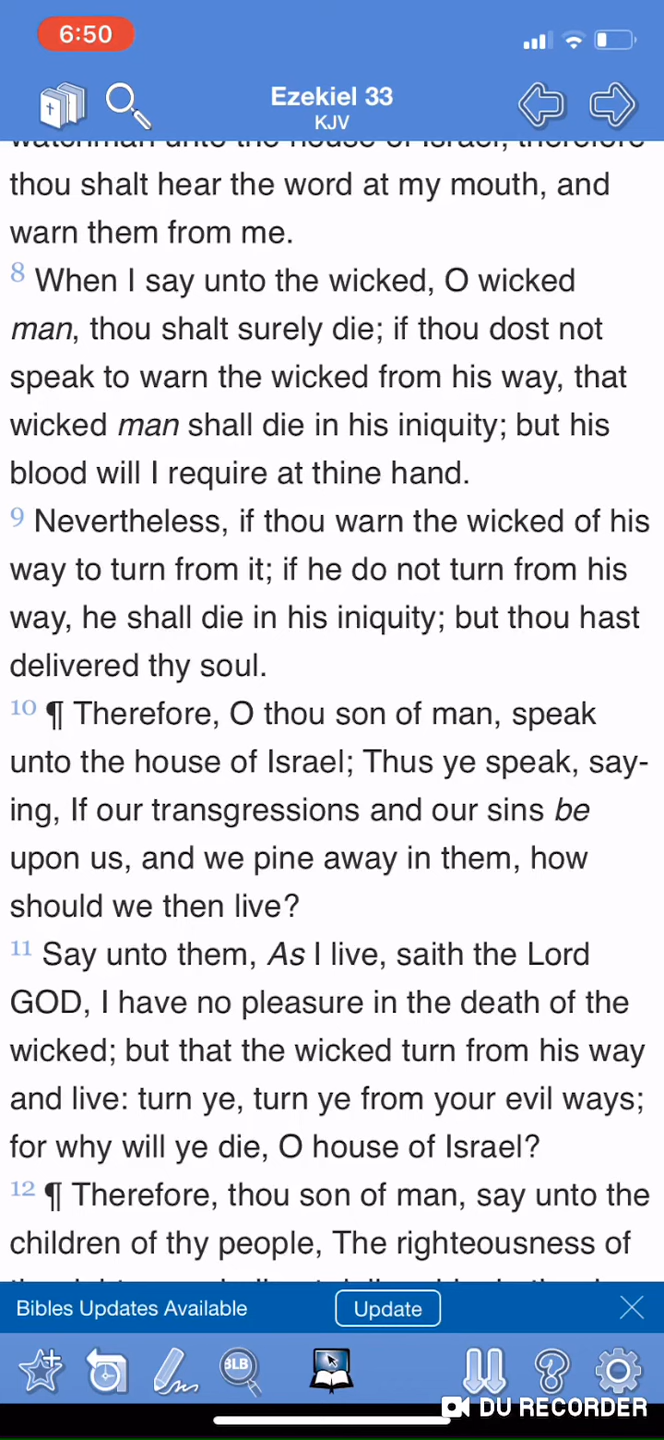 6:50
Ezekiel 33
KJV
watchman unto the house of Israel; therefore
thou shalt hear the word at my mouth, and
warn them from me.
8 When I say unto the wicked, O wicked
man, thou shalt surely die; if thou dost not
speak to warn the wicked from his way, that
wicked man shall die in his iniquity; but his
blood will I require at thine hand.
9 Nevertheless, if thou warn the wicked of his
way to turn from it; if he do not turn from his
way, he shall die in his iniquity; but thou hast
delivered thy soul.
10 ¶ Therefore, O thou son of man, speak
unto the house of Israel; Thus ye speak, say-
ing, If our transgressions and our sins be
upon us, and we pine away in them, how
should we then live?
11 Say unto them, As I live, saith the Lord
GOD, I have no pleasure in the death of the
wicked; but that the wicked turn from his way
and live: turn ye, turn ye from your evil ways;
for why will ye die, O house of Israel?
12 ¶ Therefore, thou son of man, say unto the
children of thy people, The righteousness of
Bibles Updates Available
Update
BLB
DU RECORDER